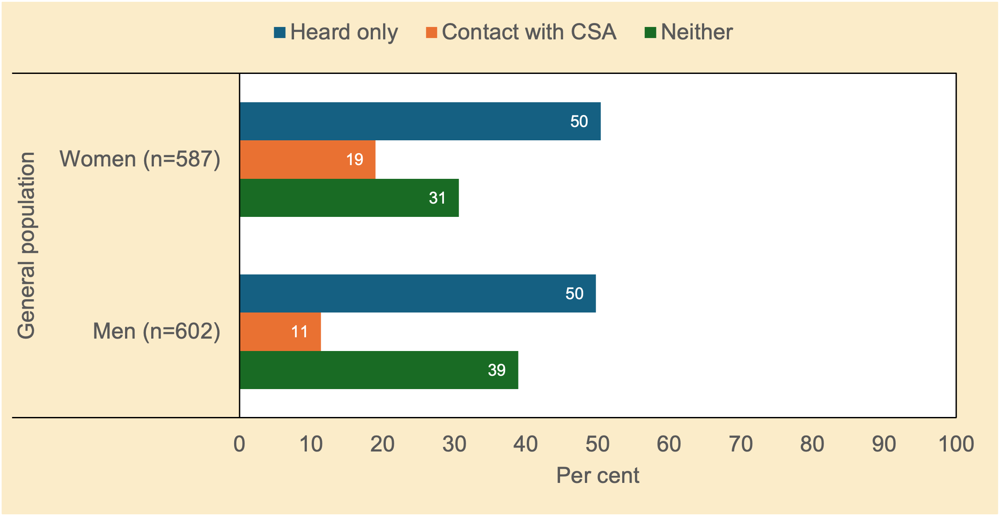 Heard only Contact with CSA Neither
General population
Women (n=587)
50
19
31
Men (n=602)
50
11
39
0 10 20 30 40 50 60 70 80 90 100
Per cent